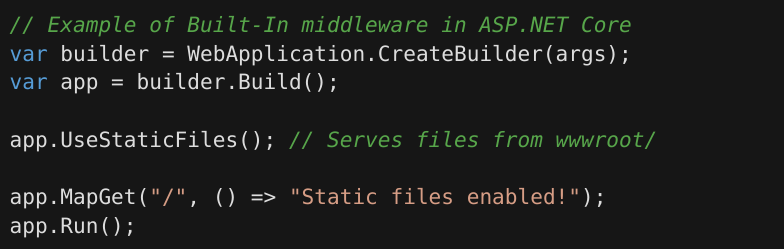 // Example of Built-In middleware in ASP.NET Core
var builder = WebApplication.CreateBuilder(args);
var app = builder.Build();

app.UseStaticFiles(); // Serves files from wwwroot/

app.MapGet("/", () => "Static files enabled!");
app.Run();